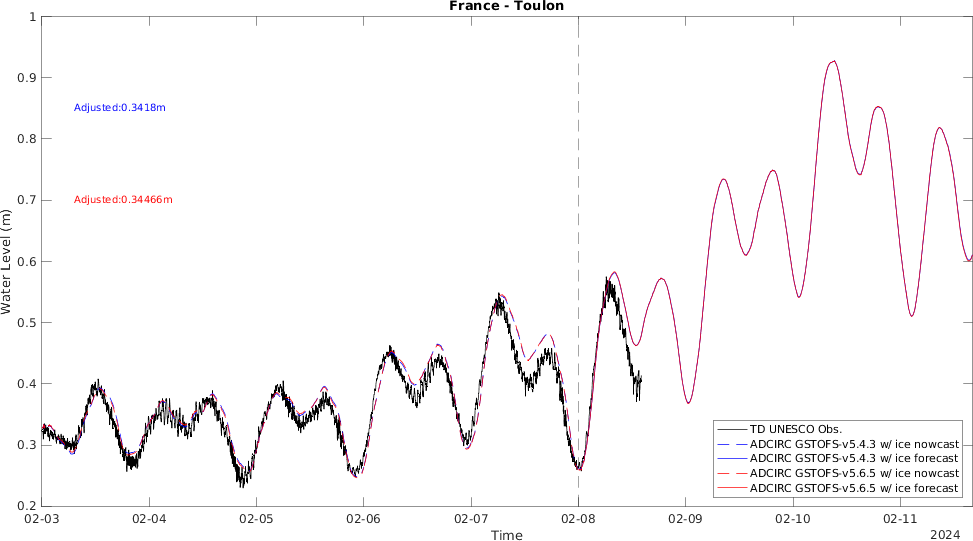 France - Toulon
1
0.9
0.8
0.7
0.6
0.5
0.4
0.3
0.2
Water Level (m)
Adjusted:0.3418m
Adjusted:0.34466m
TD UNESCO Obs.
ADCIRC GSTOFS-v5.4.3 w/ ice nowcast
ADCIRC GSTOFS-v5.4.3 w/ ice forecast
ADCIRC GSTOFS-v5.6.5 w/ ice nowcast
ADCIRC GSTOFS-v5.6.5 w/ ice forecast
02-03 02-04 02-05 02-06 02-07 02-08 02-09 02-10 02-11
Time
2024